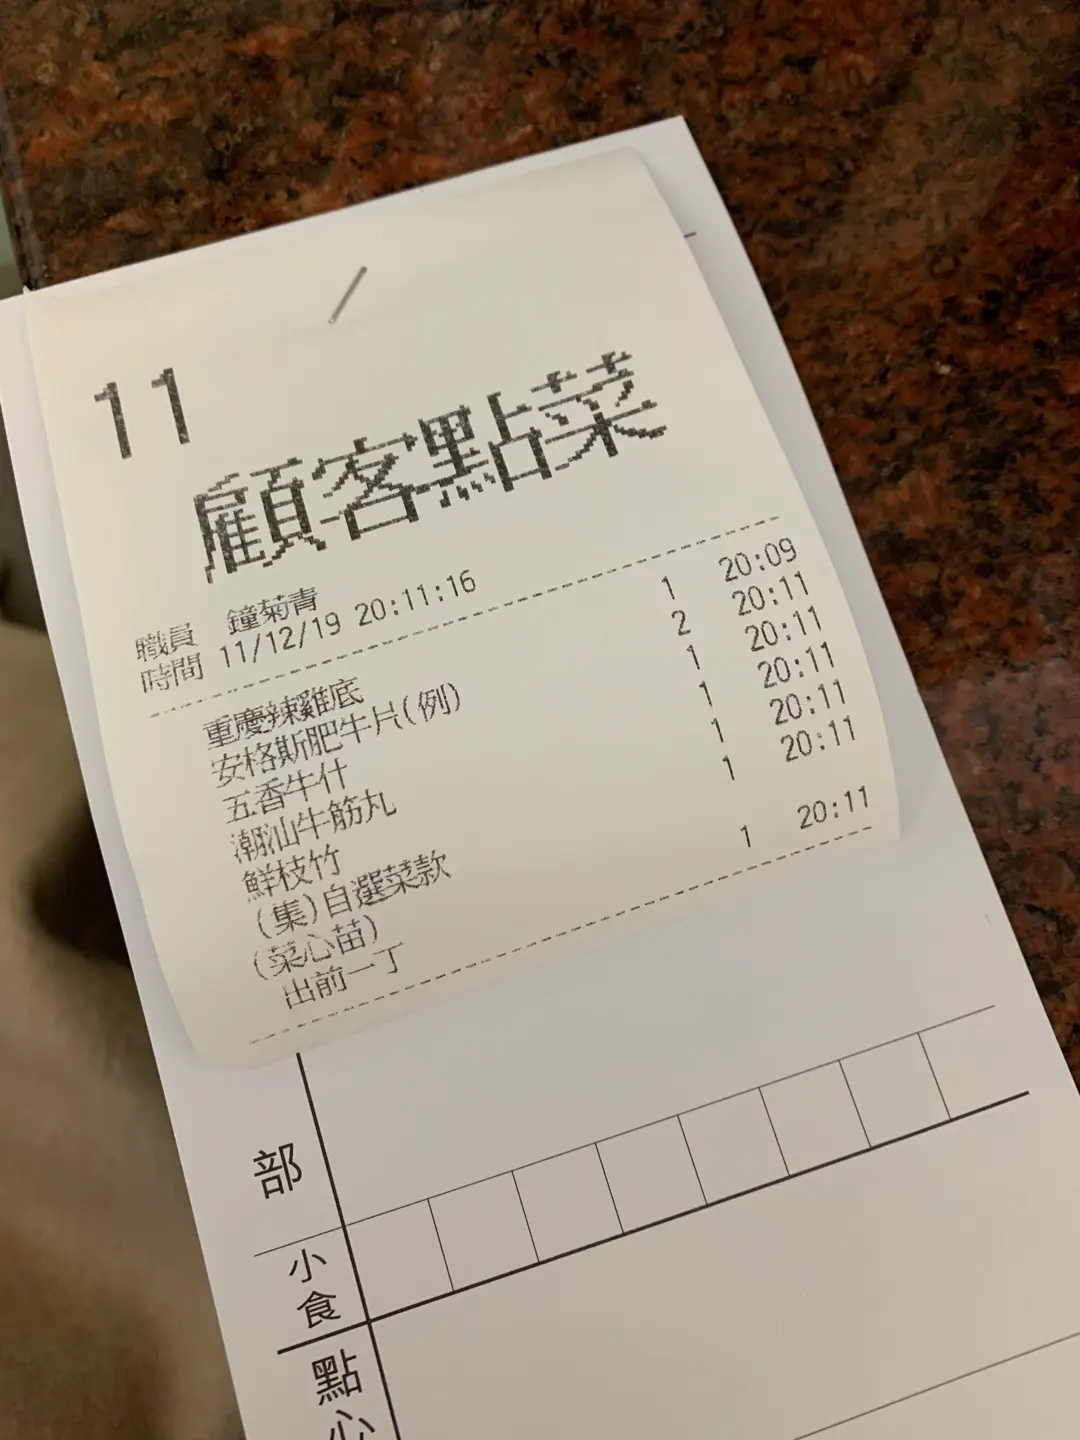 11
顧客點菜
職員 鐘菊青
時間 11/12/19 20:11:16
重慶辣雞底 1 20:09
安格斯肥牛片(例) 2 20:11
五香牛什 1 20:11
潮汕牛筋丸 1 20:11
鮮枝竹 1 20:11
(集)自選菜款 1 20:11
(菜心苗)
出前一丁 1 20:11
部
小食
點心